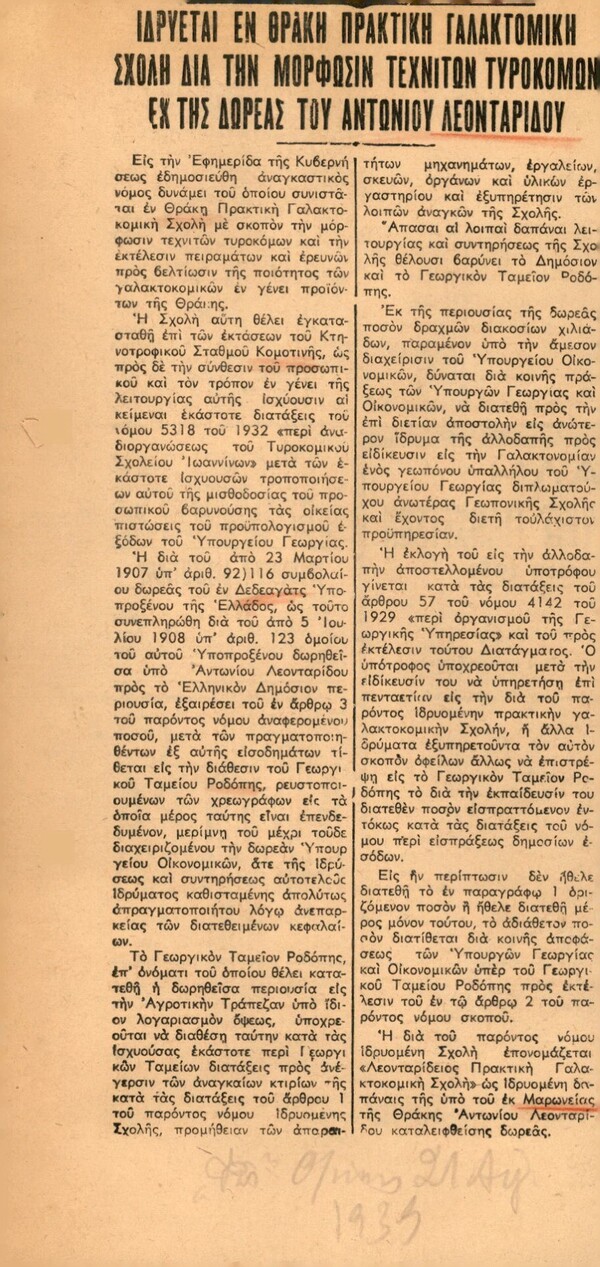 ΙΔΡΥΕΤΑΙ ΕΝ ΘΡΑΚΗ ΠΡΑΚΤΙΚΗ ΓΑΛΑΚΤΟΜΙΚΗ
ΣΧΟΛΗ ΔΙΑ ΤΗΝ ΜΟΡΦΩΣΙΝ ΤΕΧΝΙΤΩΝ ΤΥΡΟΚΟΜΩΝ
ΕΧ ΤΗΣ ΔΩΡΕΑΣ ΤΟΥ ΑΝΤΩΝΙΟΥ ΛΕΟΝΤΑΡΙΔΟΥ
Εἰς τὴν Ἐφημερίδα τῆς Κυβερνή
σεως ἐδημοσιεύθη ἀναγκαστικὸς
νόμος δυνάμει τοῦ ὁποίου συνιστᾶ-
ται ἐν Θράκῃ Πρακτικὴ Γαλακτο-
κομικὴ Σχολὴ μὲ σκοπὸν τὴν μόρ-
φωσιν τεχνιτῶν τυροκόμων καὶ τὴν
ἐκτέλεσιν πειραμάτων καὶ ἐρευνῶν
πρὸς βελτίωσιν τῆς ποιότητος τῶν
γαλακτοκομικῶν ἐν γένει προϊόν-
των τῆς Θράκης.
Ἡ Σχολὴ αὕτη θέλει ἐγκατα-
σταθῇ ἐπὶ τῶν ἐκτάσεων τοῦ Κτη-
νοτροφικοῦ Σταθμοῦ Κομοτινῆς, ὡς
πρὸς δὲ τὴν σύνθεσιν τοῦ προσωπι-
κοῦ καὶ τὸν τρόπον ἐν γένει τῆς
λειτουργίας αὐτῆς ἰσχύουσιν αἱ
κείμεναι ἑκάστοτε διατάξεις τοῦ
νόμου 5318 τοῦ 1932 «περὶ ἀνα-
διοργανώσεως τοῦ Τυροκομικοῦ
Σχολείου Ἰωαννίνων» μετὰ τῶν ἑ-
κάστοτε ἰσχυουσῶν τροποποιήσε-
ων αὐτοῦ τῆς μισθοδοσίας τοῦ προ-
σωπικοῦ βαρυνούσης τὰς οἰκείας
πιστώσεις τοῦ προϋπολογισμοῦ ἐ-
ξόδων τοῦ Ὑπουργείου Γεωργίας.
Ἡ διὰ τοῦ ἀπὸ 23 Μαρτίου
1907 ὑπ' ἀριθ. 92)116 συμβολαί-
ου δωρεᾶς τοῦ ἐν Δεδεαγὰτς Ὑπο-
προξένου τῆς Ἑλλάδος, ὡς τοῦτο
συνεπληρώθη διὰ τοῦ ἀπὸ 5 Ἰου-
λίου 1908 ὑπ' ἀριθ. 123 ὁμοίου
τοῦ αὐτοῦ Ὑποπροξένου δωρηθεῖ-
σα ὑπὸ Ἀντωνίου Λεονταρίδου
πρὸς τὸ Ἑλληνικὸν Δημόσιον πε-
ριουσία, ἐξαιρέσει τοῦ ἐν ἄρθρῳ 3
τοῦ παρόντος νόμου ἀναφερομένου
ποσοῦ, μετὰ τῶν πραγματοποιη-
θέντων ἐξ αὐτῆς εἰσοδημάτων τί-
θεται εἰς τὴν διάθεσιν τοῦ Γεωργι-
κοῦ Ταμείου Ροδόπης, ρευστοποι-
ουμένων τῶν χρεωγράφων εἰς τὰ
ὁποῖα μέρος ταύτης εἶναι ἐπενδε-
δυμένον, μερίμνῃ τοῦ μέχρι τοῦδε
διαχειριζομένου τὴν δωρεὰν Ὑπουρ
γείου Οἰκονομικῶν, ἅτε τῆς ἱδρύ-
σεως καὶ συντηρήσεως αὐτοτελοῦς
Ἱδρύματος καθισταμένης ἀπολύτως
ἀπραγματοποιήτου λόγῳ ἀνεπαρ-
κείας τῶν διατεθειμένων κεφαλαί-
ων.
Τὸ Γεωργικὸν Ταμεῖον Ροδόπης,
ἐπ' ὀνόματι τοῦ ὁποίου θέλει κατα-
τεθῇ ἡ δωρηθεῖσα περιουσία εἰς
τὴν Ἀγροτικὴν Τράπεζαν ὑπὸ ἴδι-
ον λογαριασμὸν ὄψεως, ὑποχρε-
οῦται νὰ διαθέσῃ ταύτην κατὰ τὰς
ἰσχυούσας ἑκάστοτε περὶ Γεωργι-
κῶν Ταμείων διατάξεις πρὸς ἀνέ-
γερσιν τῶν ἀναγκαίων κτιρίων τῆς
κατὰ τὰς διατάξεις τοῦ ἄρθρου 1
τοῦ παρόντος νόμου ἱδρυομένης
Σχολῆς, προμήθειαν τῶν ἀπαραι-
τήτων μηχανημάτων, ἐργαλείων,
σκευῶν, ὀργάνων καὶ ὑλικῶν ἐρ-
γαστηρίου καὶ ἐξυπηρέτησιν τῶν
λοιπῶν ἀναγκῶν τῆς Σχολῆς.
Ἅπασαι αἱ λοιπαὶ δαπάναι λει-
τουργίας καὶ συντηρήσεως τῆς Σχο
λῆς θέλουσι βαρύνει τὸ Δημόσιον
καὶ τὸ Γεωργικὸν Ταμεῖον Ροδό-
πης.
Ἐκ τῆς περιουσίας τῆς δωρεᾶς
ποσὸν δραχμῶν διακοσίων χιλιά-
δων, παραμένον ὑπὸ τὴν ἄμεσον
διαχείρισιν τοῦ Ὑπουργείου Οἰκο-
νομικῶν, δύναται διὰ κοινῆς πρά-
ξεως τῶν Ὑπουργῶν Γεωργίας καὶ
Οἰκονομικῶν, νὰ διατεθῇ πρὸς τὴν
ἐπὶ διετίαν ἀποστολὴν εἰς ἀνώτε-
ρον ἵδρυμα τῆς ἀλλοδαπῆς πρὸς
εἰδίκευσιν εἰς τὴν Γαλακτονομίαν
ἑνὸς γεωπόνου ὑπαλλήλου τοῦ Ὑ-
πουργείου Γεωργίας διπλωματού-
χου ἀνωτέρας Γεωπονικῆς Σχολῆς
καὶ ἔχοντος διετῆ τοὐλάχιστον
προϋπηρεσίαν.
Ἡ ἐκλογὴ τοῦ εἰς τὴν ἀλλοδα-
πὴν ἀποστελλομένου ὑποτρόφου
γίνεται κατὰ τὰς διατάξεις τοῦ
ἄρθρου 57 τοῦ νόμου 4142 τοῦ
1929 «περὶ ὀργανισμοῦ τῆς Γε-
ωργικῆς Ὑπηρεσίας» καὶ τοῦ πρὸς
ἐκτέλεσιν τούτου Διατάγματος. Ὁ
ὑπότροφος ὑποχρεοῦται μετὰ τὴν
εἰδίκευσίν του νὰ ὑπηρετήσῃ ἐπὶ
πενταετίαν εἰς τὴν διὰ τοῦ πα-
ρόντος ἱδρυομένην πρακτικὴν γα-
λακτοκομικὴν Σχολήν, ἢ ἄλλα Ἱ-
δρύματα ἐξυπηρετοῦντα τὸν αὐτὸν
σκοπὸν ὀφείλων ἄλλως νὰ ἐπιστρέ-
ψῃ εἰς τὸ Γεωργικὸν Ταμεῖον Ρο-
δόπης τὸ διὰ τὴν ἐκπαίδευσίν του
διατεθὲν ποσὸν εἰσπραττόμενον ἐν-
τόκως κατὰ τὰς διατάξεις τοῦ νό-
μου περὶ εἰσπράξεως δημοσίων ἐ-
σόδων.
Εἰς ἣν περίπτωσιν δὲν ἤθελε
διατεθῇ τὸ ἐν παραγράφῳ 1 ὁρι-
ζόμενον ποσὸν ἢ ἤθελε διατεθῇ μέ-
ρος μόνον τούτου, τὸ ἀδιάθετον πο-
σὸν διατίθεται διὰ κοινῆς ἀποφά-
σεως τῶν Ὑπουργῶν Γεωργίας
καὶ Οἰκονομικῶν ὑπὲρ τοῦ Γεωργι-
κοῦ Ταμείου Ροδόπης πρὸς ἐκτέ-
λεσιν τοῦ ἐν τῷ ἄρθρῳ 2 τοῦ πα-
ρόντος νόμου σκοποῦ.
Ἡ διὰ τοῦ παρόντος νόμου
ἱδρυομένη Σχολὴ ἐπονομάζεται
«Λεονταρίδειος Πρακτικὴ Γαλα-
κτοκομικὴ Σχολὴ» ὡς ἱδρυομένη δα-
πάναις τῆς ὑπὸ τοῦ ἐκ Μαρωνείας
τῆς Θράκης Ἀντωνίου Λεονταρί-
δου καταλειφθείσης δωρεᾶς.
21 Αὐγ
1939